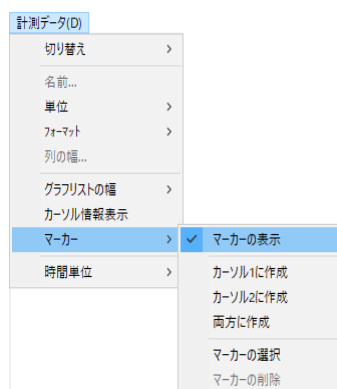 計測データ(D)
切り替え
名前...
単位
フォーマット
列の幅...
グラフリストの幅
カーソル情報表示
マーカー
時間単位
マーカーの表示
カーソル1に作成
カーソル2に作成
両方に作成
マーカーの選択
マーカーの削除